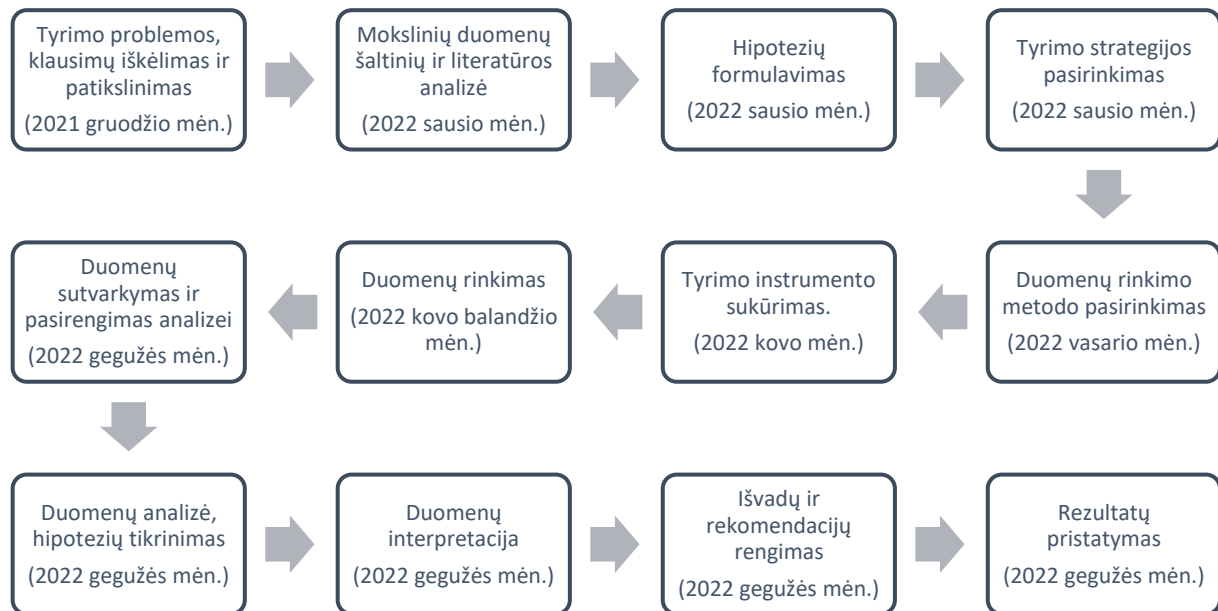 Tyrimo problemos,
klausimų iškėlimas ir
patikslinimas
(2021 gruodžio mėn.)
Mokslinių duomenų
šaltinių ir literatūros
analizė
(2022 sausio mėn.)
Hipotezių
formulavimas
(2022 sausio mėn.)
Tyrimo strategijos
pasirinkimas
(2022 sausio mėn.)
Duomenų rinkimo
metodo pasirinkimas
(2022 vasario mėn.)
Tyrimo instrumento
sukūrimas.
(2022 kovo mėn.)
Duomenų rinkimas
(2022 kovo balandžio
mėn.)
Duomenų
sutvarkymas ir
pasirengimas analizei
(2022 gegužės mėn.)
Duomenų analizė,
hipotezių tikrinimas
(2022 gegužės mėn.)
Duomenų
interpretacija
(2022 gegužės mėn.)
Išvadų ir
rekomendacijų
rengimas
(2022 gegužės mėn.)
Rezultatų
pristatymas
(2022 gegužės mėn.)